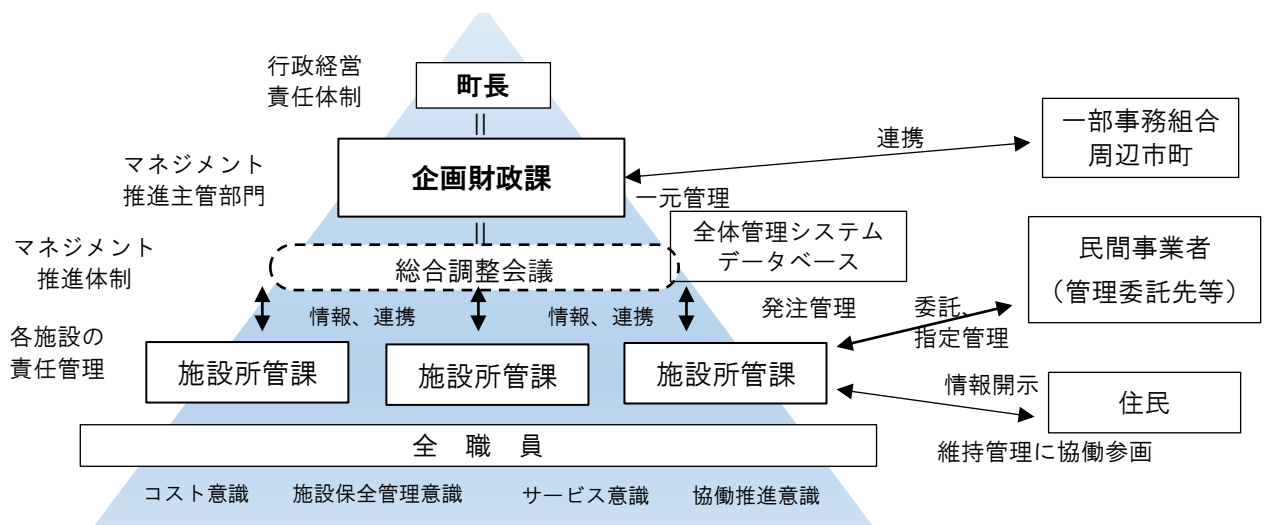 行政経営
責任体制
町長
||
マネジメント
推進主管部門
企画財政課
連携
一部事務組合
周辺市町
一元管理
||
マネジメント
推進体制
総合調整会議
全体管理システム
データベース
民間事業者
（管理委託先等）
情報、連携
情報、連携
発注管理
委託、
指定管理
各施設の
責任管理
施設所管課
施設所管課
施設所管課
情報開示
住民
維持管理に協働参画
全 職 員
コスト意識
施設保全管理意識
サービス意識
協働推進意識